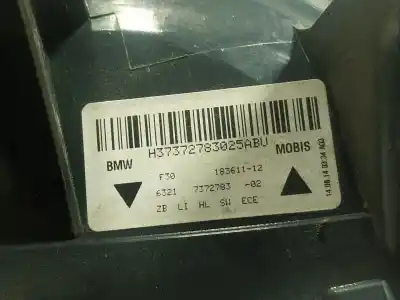 H37372783025ABU
BMW MOBIS
F30 183611-12
6321 7372783 -02
ZB LI HL SW ECE